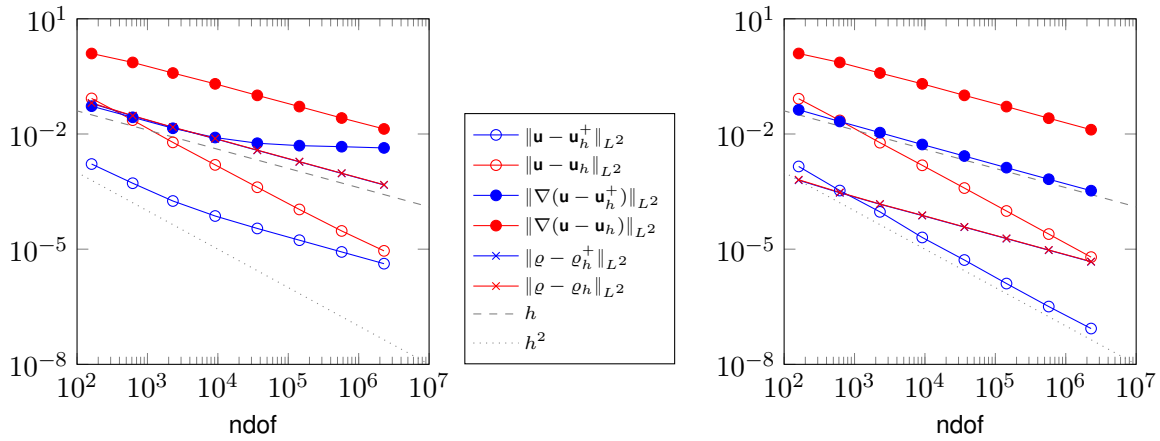 10^1
10^−2
10^−5
10^−8
10^2 10^3 10^4 10^5 10^6 10^7
ndof
‖u − u_h^+‖_{L^2}
‖u − u_h‖_{L^2}
‖∇(u − u_h^+)‖_{L^2}
‖∇(u − u_h)‖_{L^2}
‖ϱ − ϱ_h^+‖_{L^2}
‖ϱ − ϱ_h‖_{L^2}
h
h^2
10^1
10^−2
10^−5
10^−8
10^2 10^3 10^4 10^5 10^6 10^7
ndof